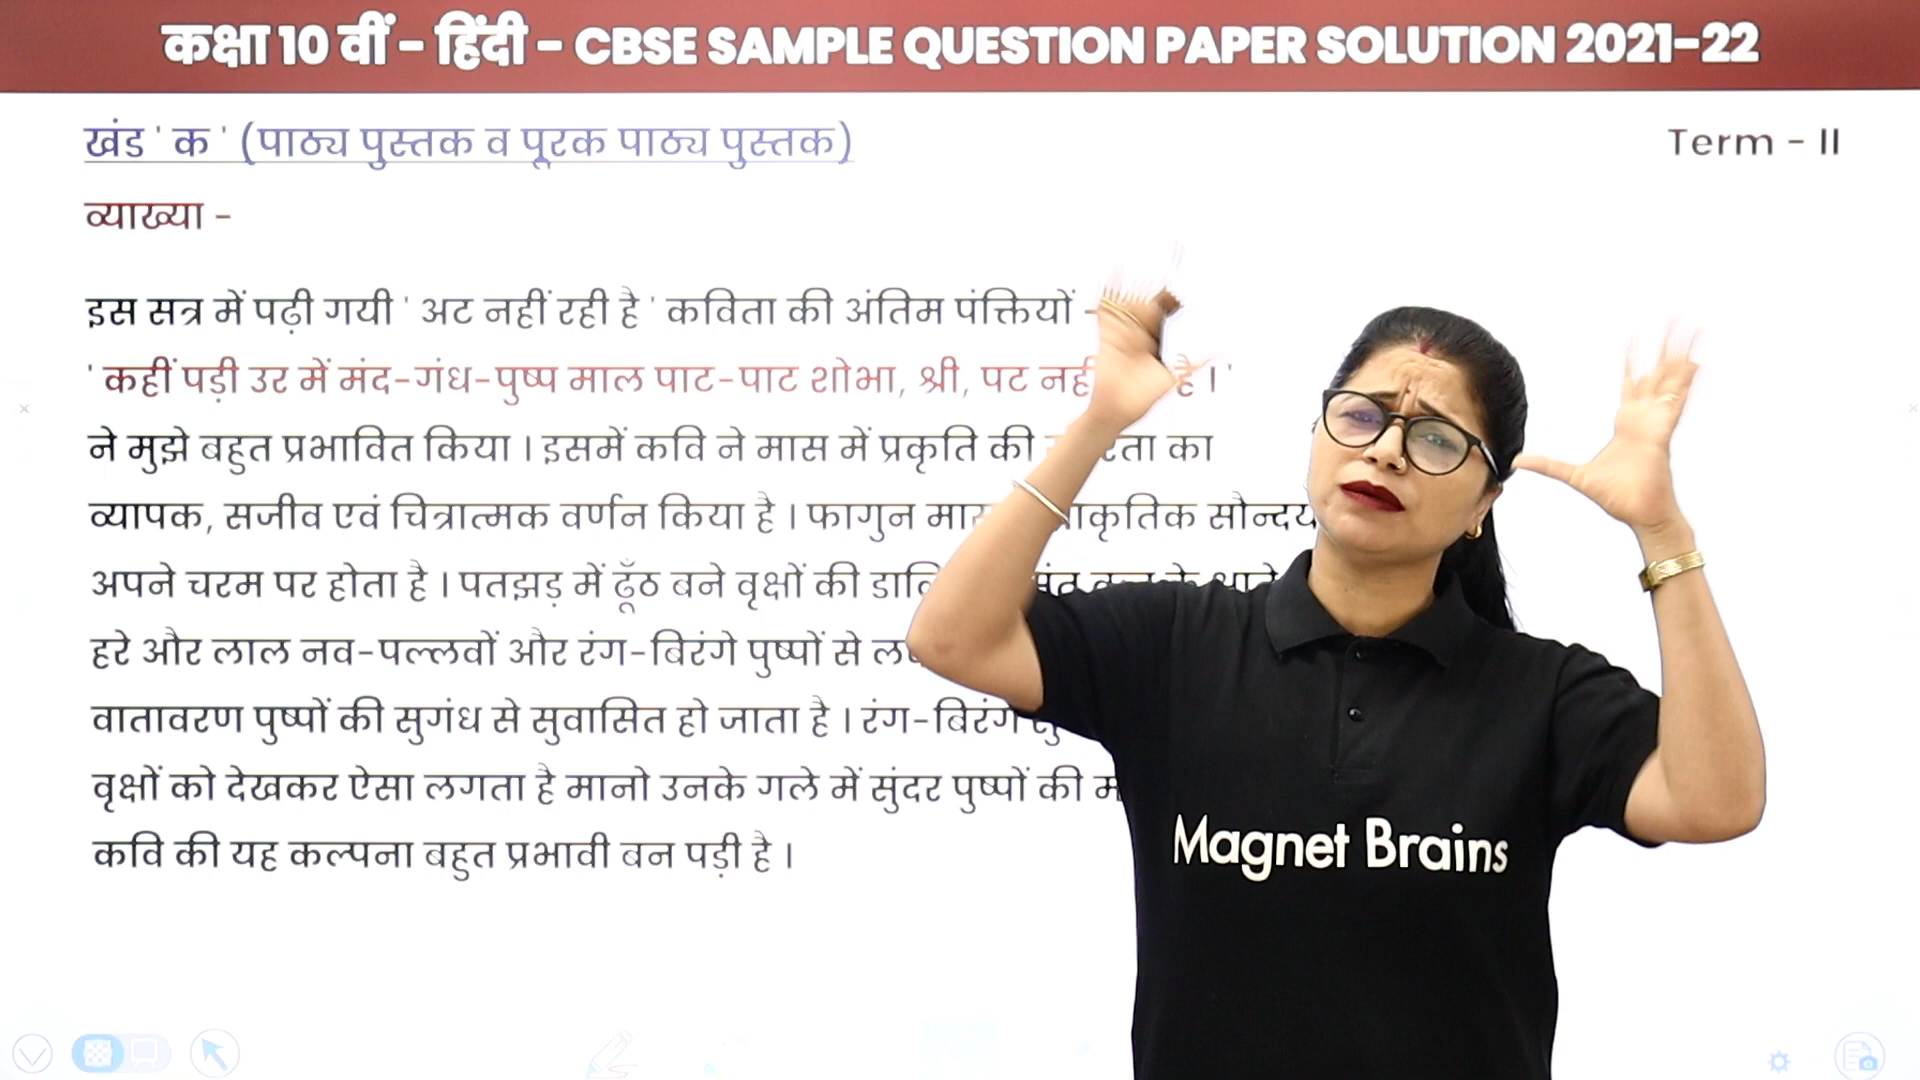 कक्षा 10 वीं - हिंदी - CBSE SAMPLE QUESTION PAPER SOLUTION 2021-22
खंड ' क ' (पाठ्य पुस्तक व पूरक पाठ्य पुस्तक)
Term - II
व्याख्या -
इस सत्र में पढ़ी गयी ' अट नहीं रही है ' कविता की अंतिम पंक्तियों -
' कहीं पड़ी उर में मंद-गंध-पुष्प माल पाट-पाट शोभा, श्री, पट है । '
ने मुझे बहुत प्रभावित किया । इसमें कवि ने मास में प्रकृति की का
व्यापक, सजीव एवं चित्रात्मक वर्णन किया है । फागुन
अपने चरम पर होता है । पतझड़ में ढूँठ बने वृक्षों की
हरे और लाल नव-पल्लवों और रंग-बिरंगे पुष्पों से
वातावरण पुष्पों की सुगंध से सुवासित हो जाता है ।
वृक्षों को देखकर ऐसा लगता है मानो उनके गले में सुंदर पुष्पों की
कवि की यह कल्पना बहुत प्रभावी बन पड़ी है ।
Magnet Brains